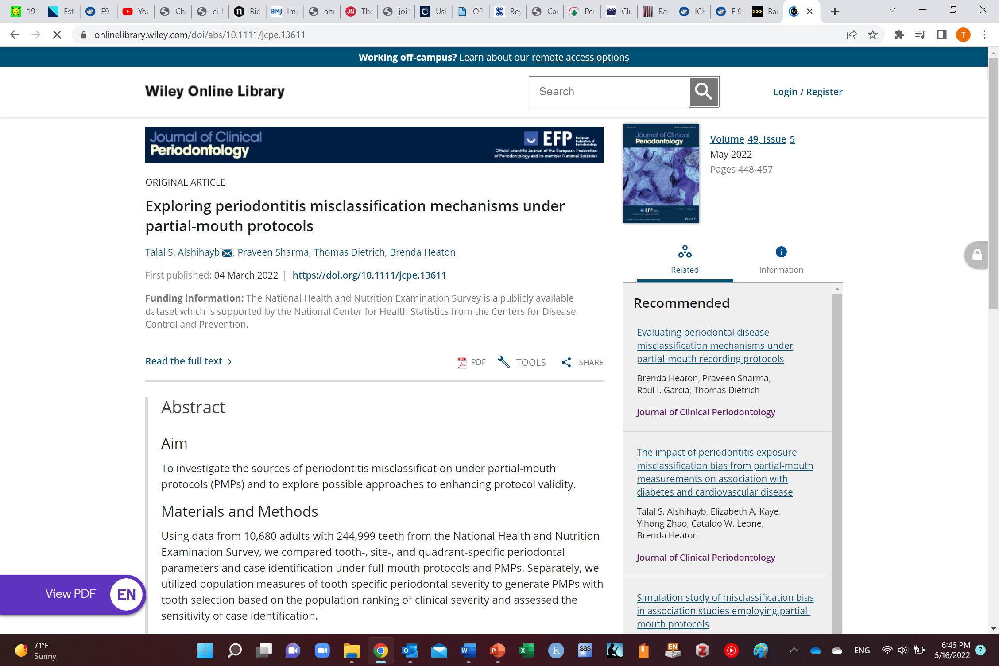 19
Est
E9
You
Ch
ci_l
n
Bid
BMJ
Im
anr
JN
The
joi
Usi
OP
Bey
Ca
Per
Clu
Ra
ICH
E 9
Ba
onlinelibrary.wiley.com/doi/abs/10.1111/jcpe.13611
T
Working off-campus? Learn about our remote access options
Wiley Online Library
Search
Login / Register
Journal of Clinical
Periodontology
EFP
European
Federation of
Periodontology
Official scientific Journal of the European Federation
of Periodontology and its member National Societies
ORIGINAL ARTICLE
Exploring periodontitis misclassification mechanisms under
partial-mouth protocols
Talal S. Alshihayb, Praveen Sharma, Thomas Dietrich, Brenda Heaton
First published: 04 March 2022 | https://doi.org/10.1111/jcpe.13611
Funding information: The National Health and Nutrition Examination Survey is a publicly available
dataset which is supported by the National Center for Health Statistics from the Centers for Disease
Control and Prevention.
Read the full text
PDF
TOOLS
SHARE
Abstract
Aim
To investigate the sources of periodontitis misclassification under partial-mouth
protocols (PMPs) and to explore possible approaches to enhancing protocol validity.
Materials and Methods
Using data from 10,680 adults with 244,999 teeth from the National Health and Nutrition
Examination Survey, we compared tooth-, site-, and quadrant-specific periodontal
parameters and case identification under full-mouth protocols and PMPs. Separately, we
utilized population measures of tooth-specific periodontal severity to generate PMPs with
tooth selection based on the population ranking of clinical severity and assessed the
sensitivity of case identification.
View PDF
EN
Journal of Clinical
Periodontology
EFP
WILEY
Volume 49, Issue 5
May 2022
Pages 448-457
Related
Information
Recommended
Evaluating periodontal disease
misclassification mechanisms under
partial-mouth recording protocols
Brenda Heaton, Praveen Sharma,
Raul I. Garcia, Thomas Dietrich
Journal of Clinical Periodontology
The impact of periodontitis exposure
misclassification bias from partial-mouth
measurements on association with
diabetes and cardiovascular disease
Talal S. Alshihayb, Elizabeth A. Kaye,
Yihong Zhao, Cataldo W. Leone,
Brenda Heaton
Journal of Clinical Periodontology
Simulation study of misclassification bias
in association studies employing partial-
mouth protocols
71°F
Sunny
sas
EN
ENG
6:46 PM
5/16/2022
7